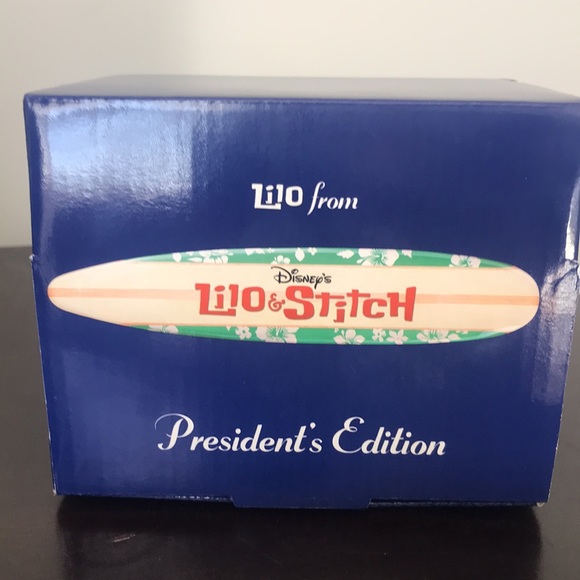 Lilo from
Disney's
Lilo & Stitch
President's Edition